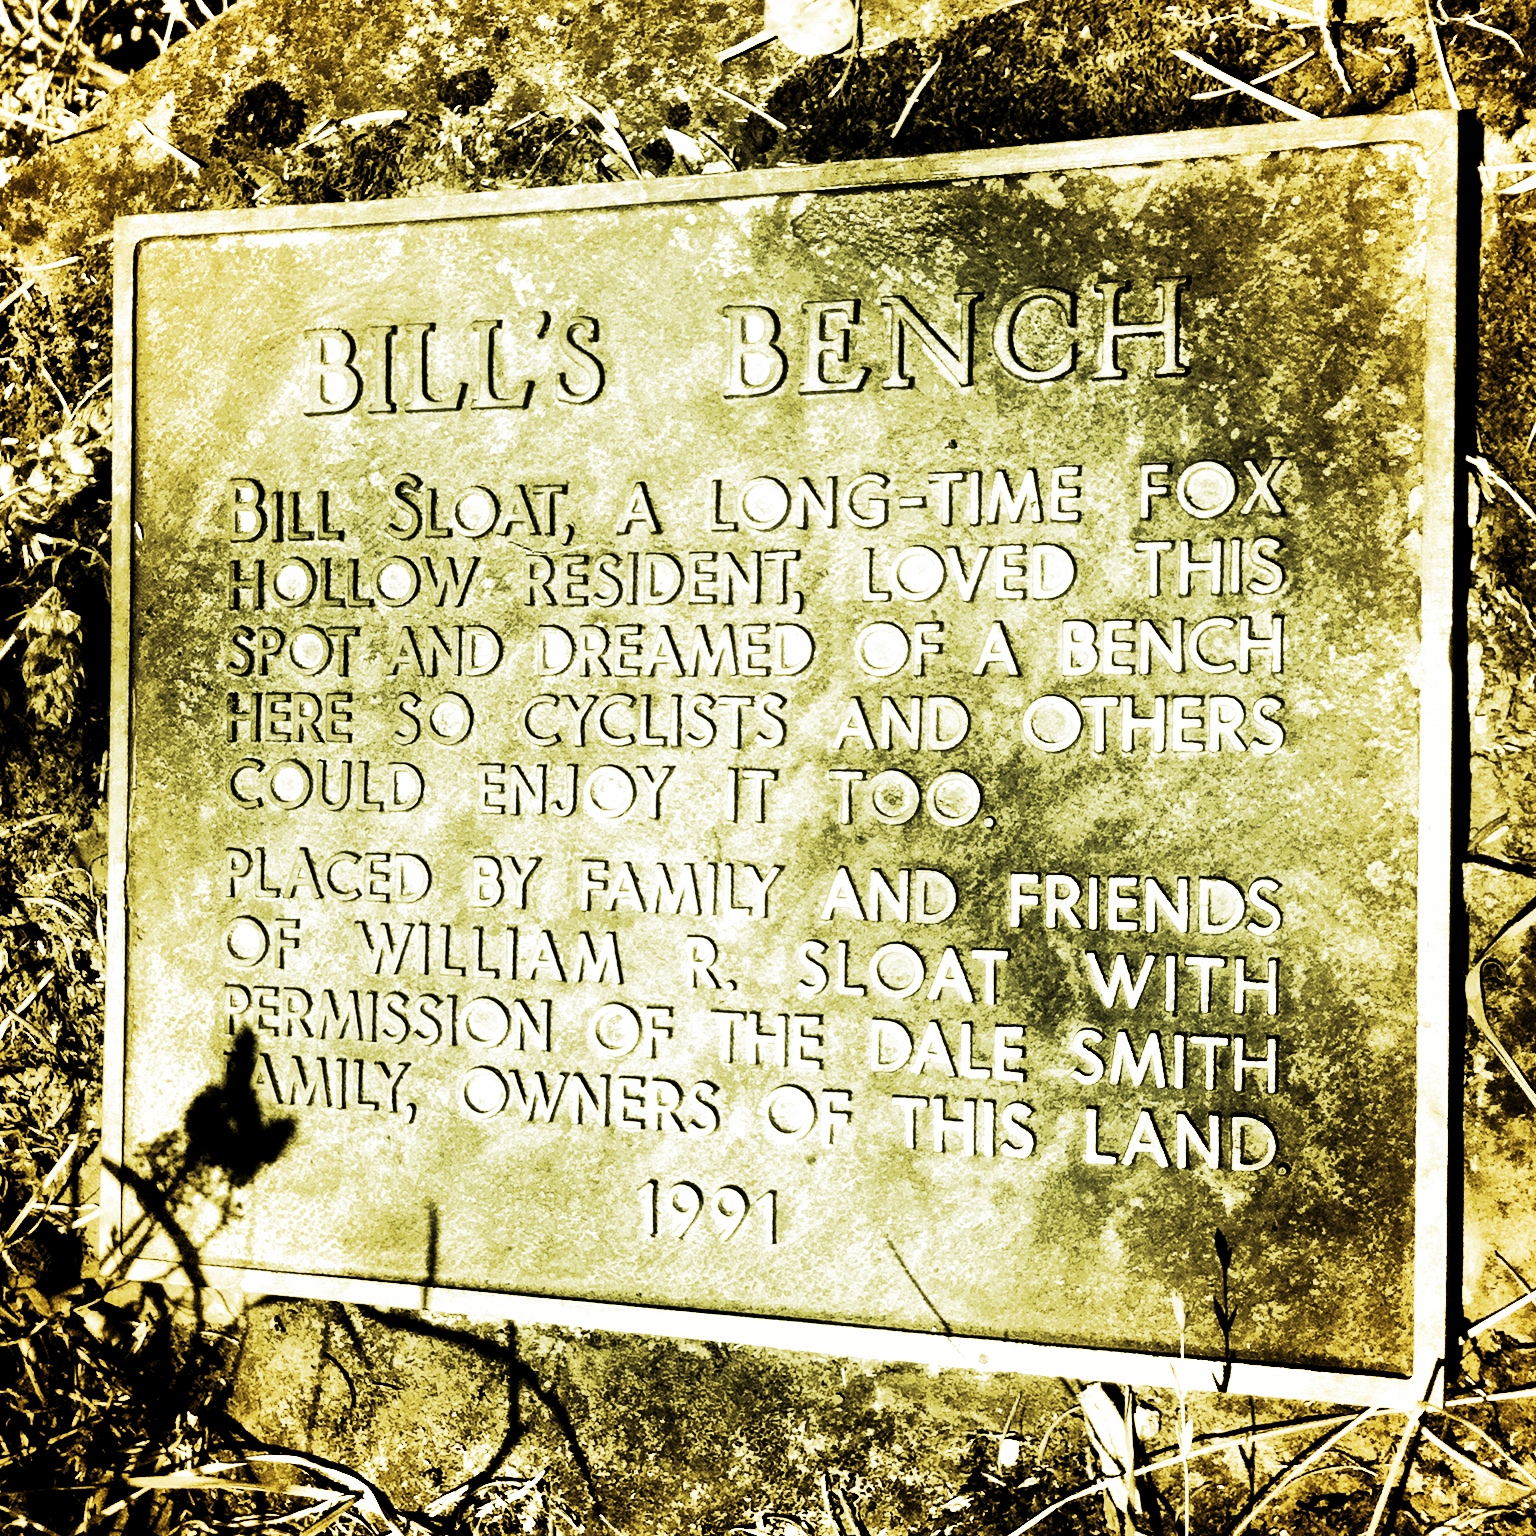 BILL'S BENCH
BILL SLOAT, A LONG-TIME FOX
HOLLOW RESIDENT, LOVED THIS
SPOT AND DREAMED OF A BENCH
HERE SO CYCLISTS AND OTHERS
COULD ENJOY IT TOO.
PLACED BY FAMILY AND FRIENDS
OF WILLIAM R. SLOAT WITH
PERMISSION OF THE DALE SMITH
FAMILY, OWNERS OF THIS LAND.
1991